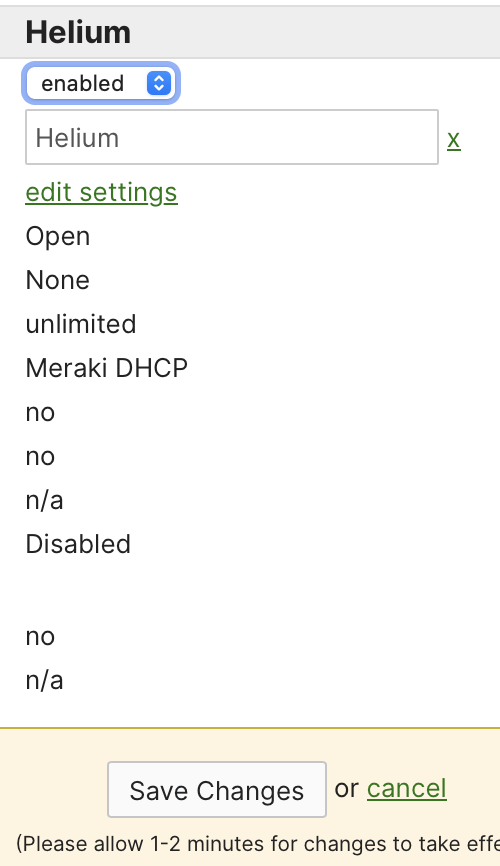 Helium
enabled
Helium x
edit settings
Open
None
unlimited
Meraki DHCP
no
no
n/a
Disabled
no
n/a
Save Changes or cancel
(Please allow 1-2 minutes for changes to take effe